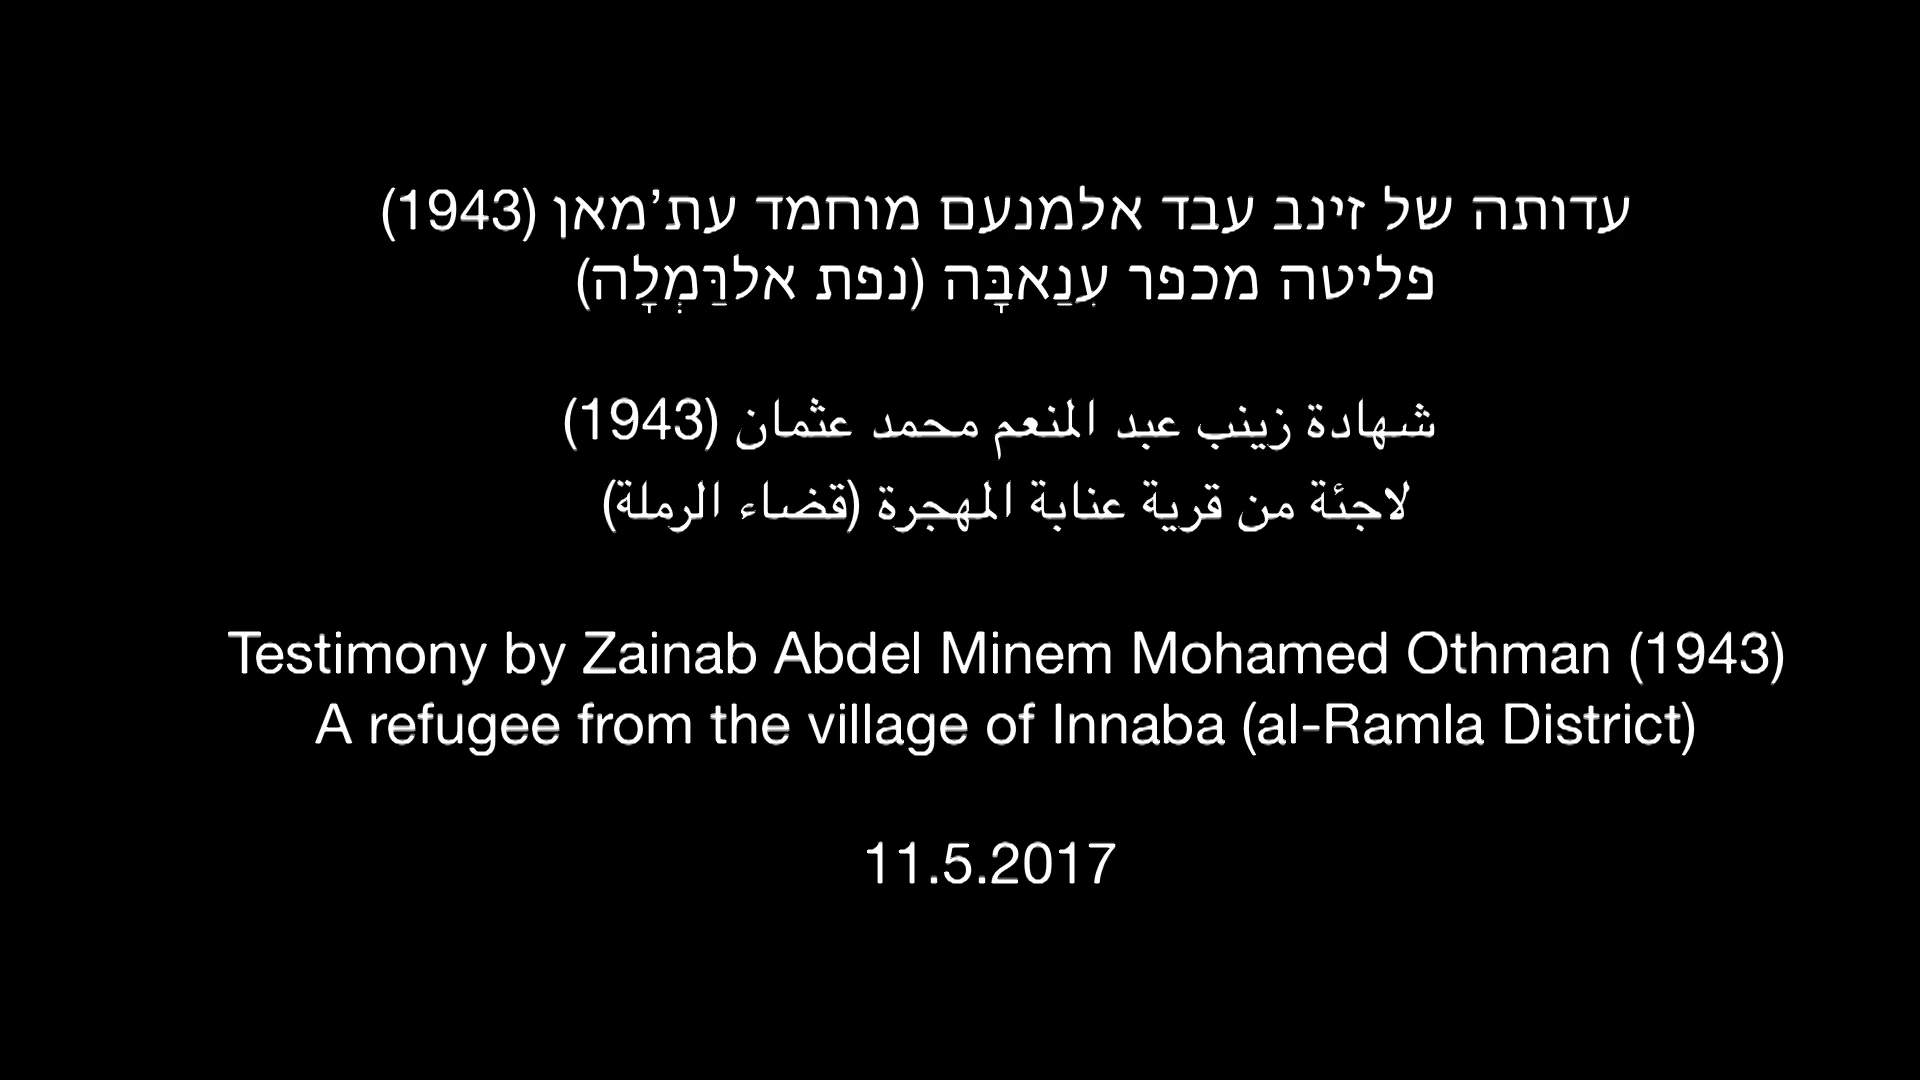 עדותה של זינב עבד אלמנעם מוחמד עת’מאן (1943)
פליטה מכפר עִנַאבָּה (נפת אלרַּמְלָה)
شهادة زينب عبد المنعم محمد عثمان (1943)
لاجئة من قرية عنابة المهجرة (قضاء الرملة)
Testimony by Zainab Abdel Minem Mohamed Othman (1943)
A refugee from the village of Innaba (al-Ramla District)
11.5.2017